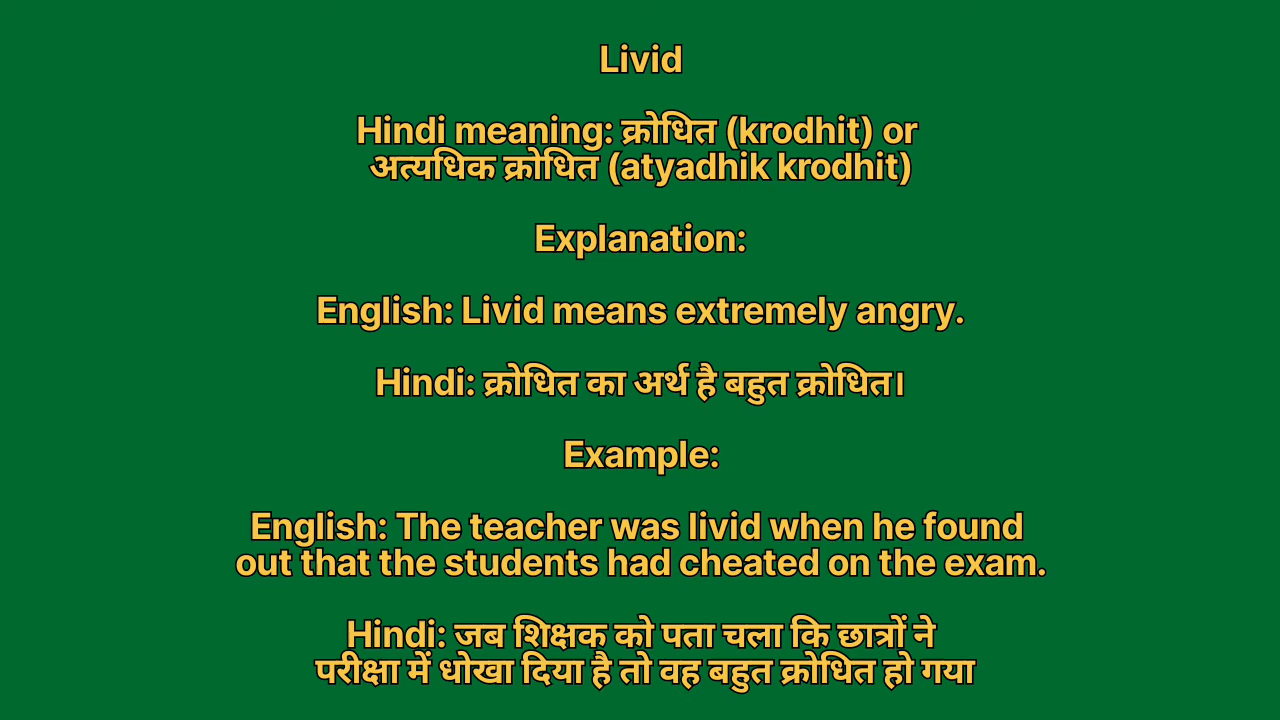 Livid
Hindi meaning: क्रोधित (krodhit) or
अत्यधिक क्रोधित (atyadhik krodhit)
Explanation:
English: Livid means extremely angry.
Hindi: क्रोधित का अर्थ है बहुत क्रोधित।
Example:
English: The teacher was livid when he found
out that the students had cheated on the exam.
Hindi: जब शिक्षक को पता चला कि छात्रों ने
परीक्षा में धोखा दिया है तो वह बहुत क्रोधित हो गया